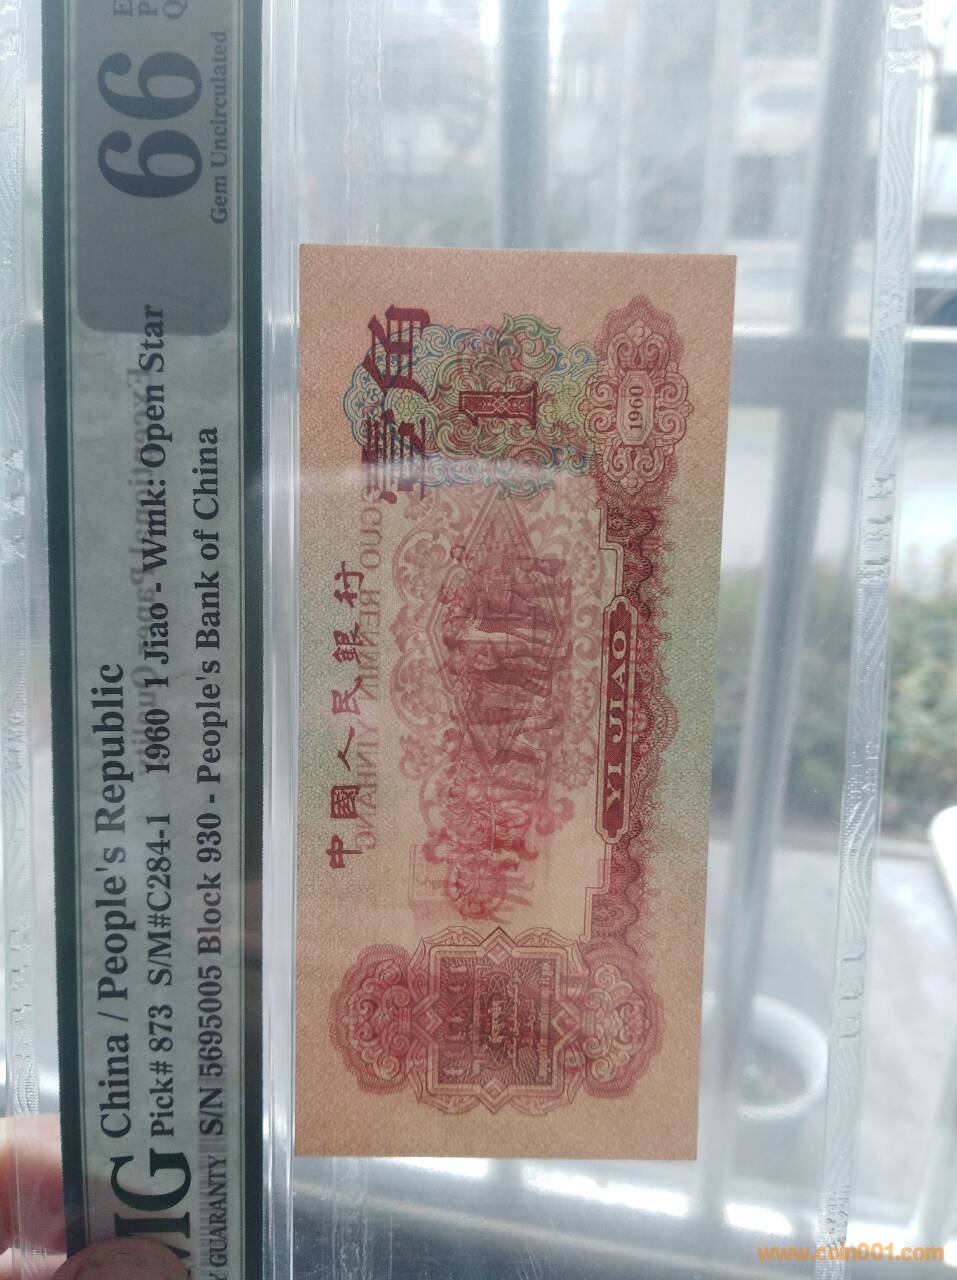 China / People's Republic
Pick# 873 S/M#C284-1 1960 1 Jiao - Wmk: Open Star
S/N 5695005 Block 930 - People's Bank of China
66
Gem Uncirculated
MG
GUARANTY
中國人民銀行
壹角
1
1960
YI JIAO
www.coin001.com